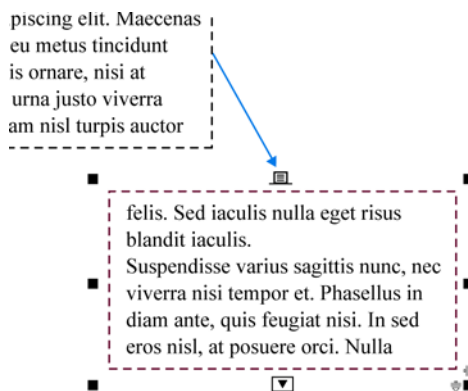 piscing elit. Maecenas
eu metus tincidunt
is ornare, nisi at
urna justo viverra
am nisl turpis auctor
felis. Sed iaculis nulla eget risus
blandit iaculis.
Suspendisse varius sagittis nunc, nec
viverra nisi tempor et. Phasellus in
diam ante, quis feugiat nisi. In sed
eros nisl, at posuere orci. Nulla